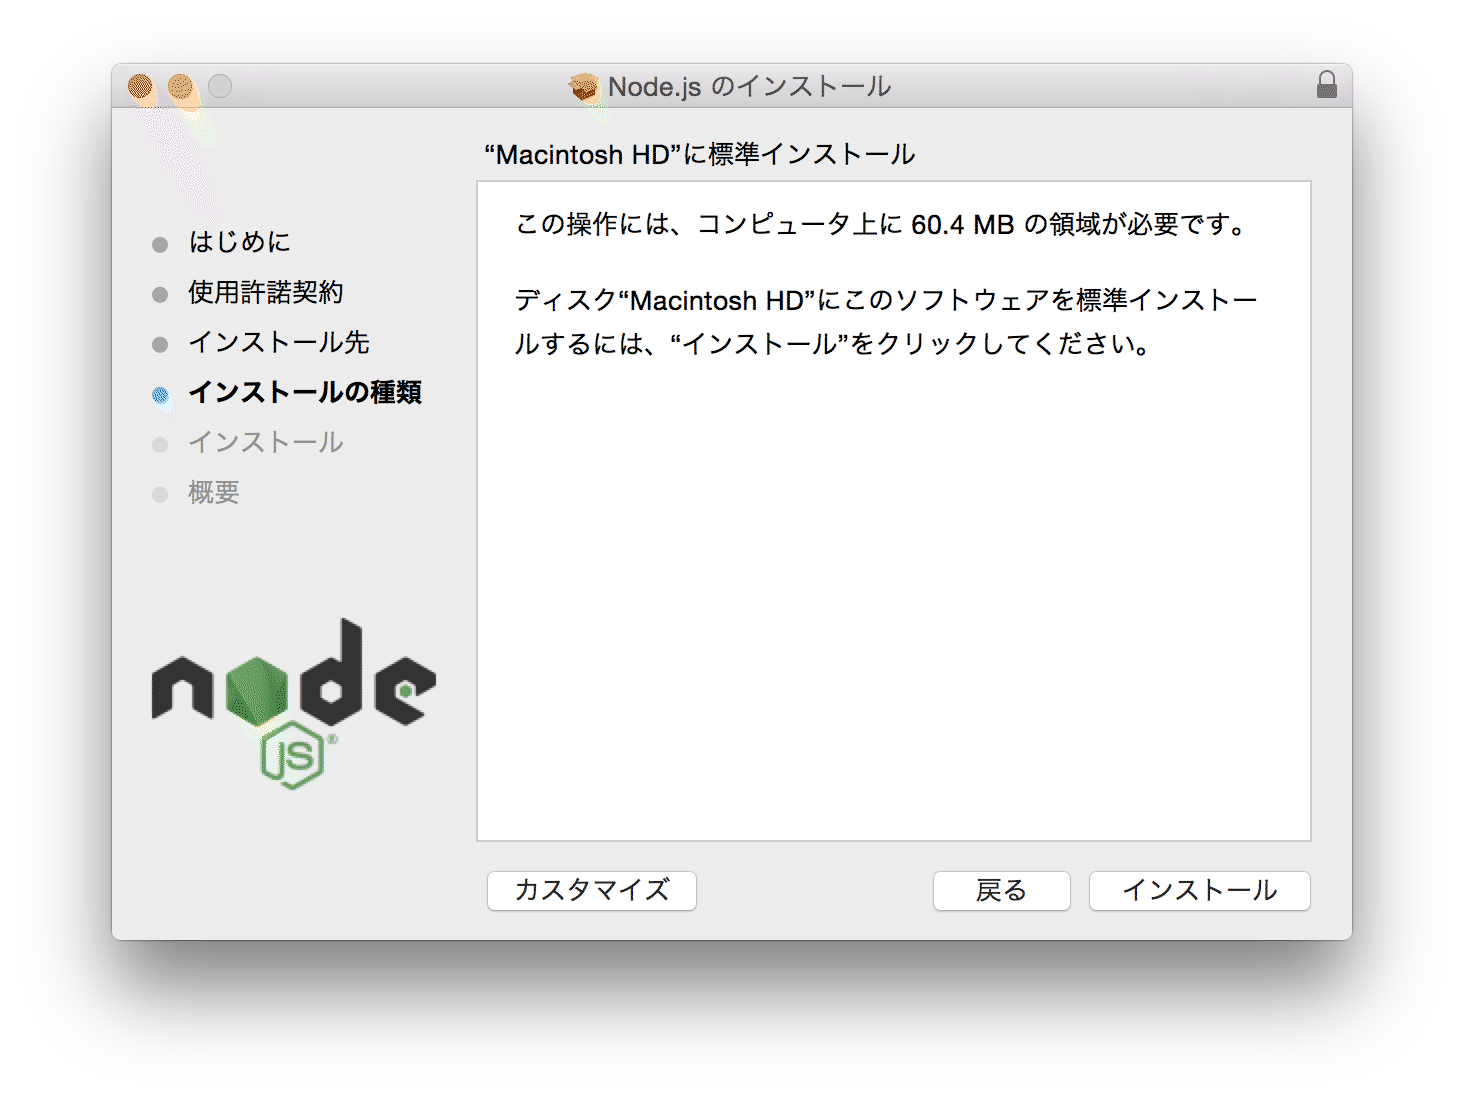 Node.js のインストール
“Macintosh HD”に標準インストール
はじめに
使用許諾契約
インストール先
インストールの種類
インストール
概要
この操作には、コンピュータ上に 60.4 MB の領域が必要です。
ディスク“Macintosh HD”にこのソフトウェアを標準インストー
ルするには、“インストール”をクリックしてください。
node
JS®
カスタマイズ
戻る
インストール